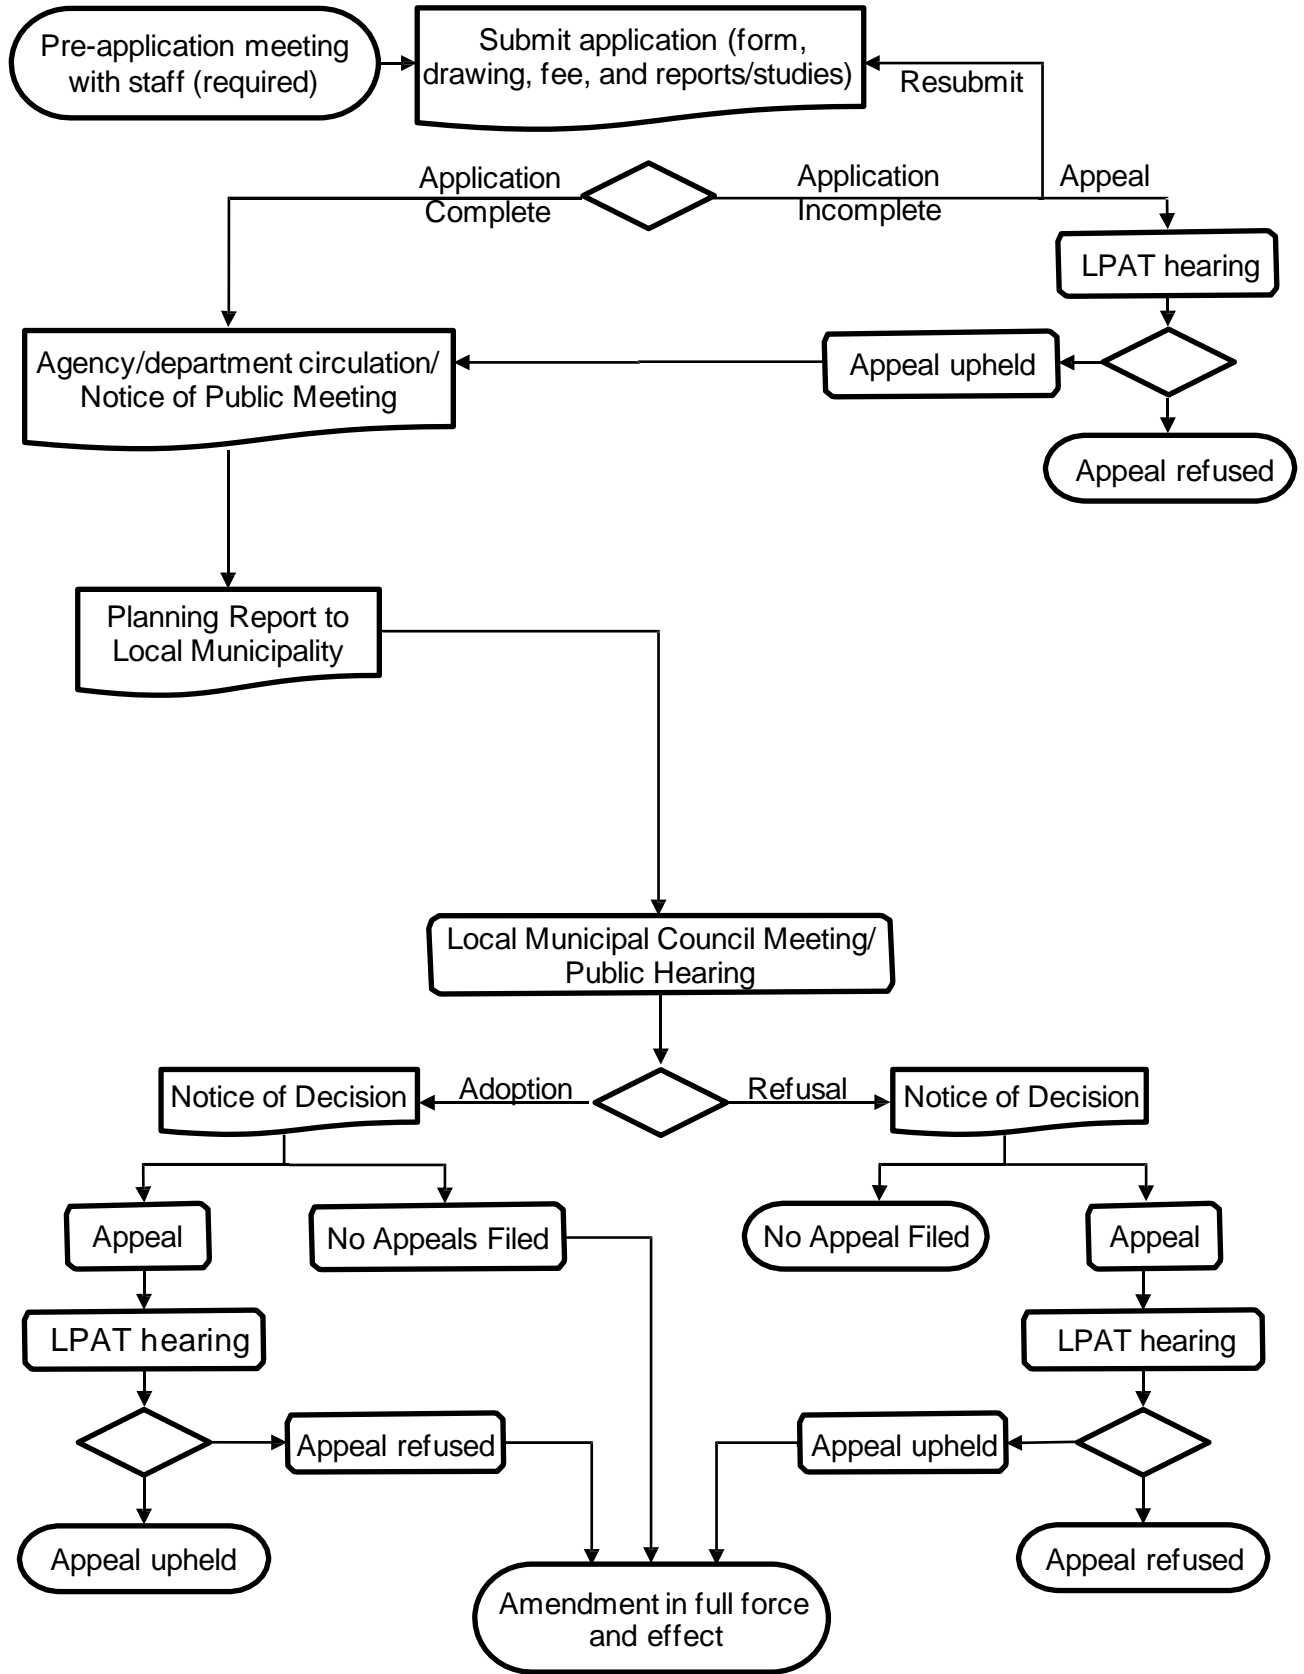 Pre-application meeting
with staff (required)
Submit application (form,
drawing, fee, and reports/studies)
Resubmit
Application
Complete
Application
Incomplete
Appeal
LPAT hearing
Agency/department circulation/
Notice of Public Meeting
Appeal upheld
Appeal refused
Planning Report to
Local Municipality
Local Municipal Council Meeting/
Public Hearing
Notice of Decision
Adoption
Refusal
Notice of Decision
Appeal
No Appeals Filed
No Appeal Filed
Appeal
LPAT hearing
LPAT hearing
Appeal refused
Appeal upheld
Appeal upheld
Appeal refused
Amendment in full force
and effect